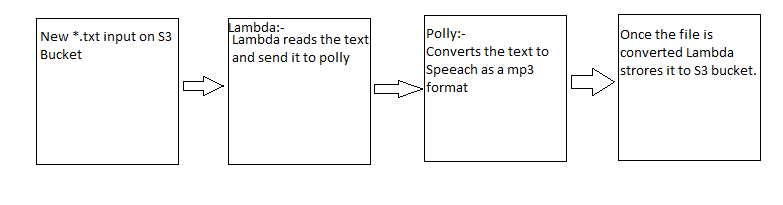 New *.txt input on S3
Bucket
Lambda:-
Lambda reads the text
and send it to polly
Polly:-
Converts the text to
Speeach as a mp3
format
Once the file is
converted Lambda
strores it to S3 bucket.